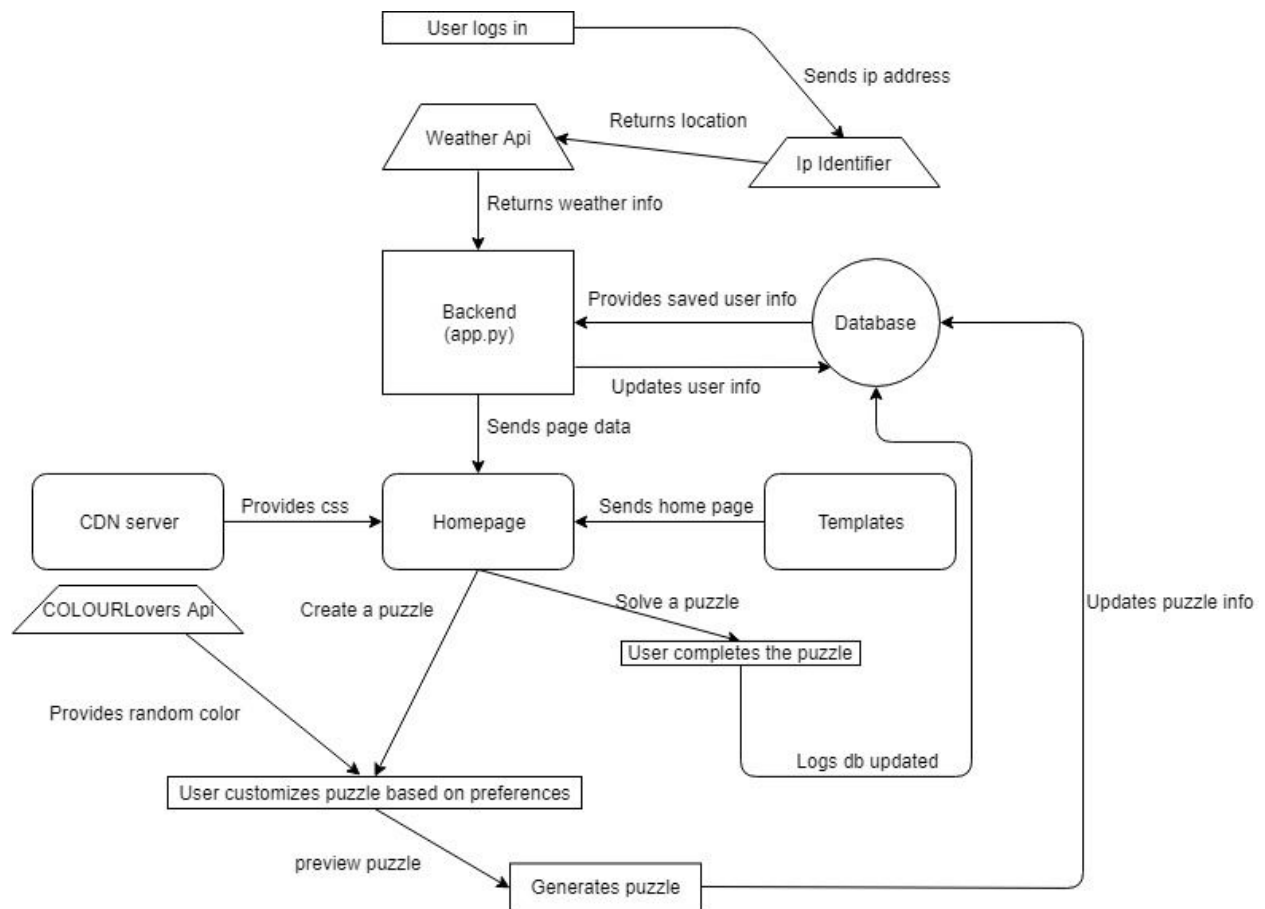 User logs in
Sends ip address
Returns location
Weather Api
Ip Identifier
Returns weather info
Provides saved user info
Backend
(app.py)
Database
Updates user info
Sends page data
CDN server
Provides css
Homepage
Sends home page
Templates
COLOURLovers Api
Create a puzzle
Solve a puzzle
Updates puzzle info
User completes the puzzle
Provides random color
Logs db updated
User customizes puzzle based on preferences
preview puzzle
Generates puzzle